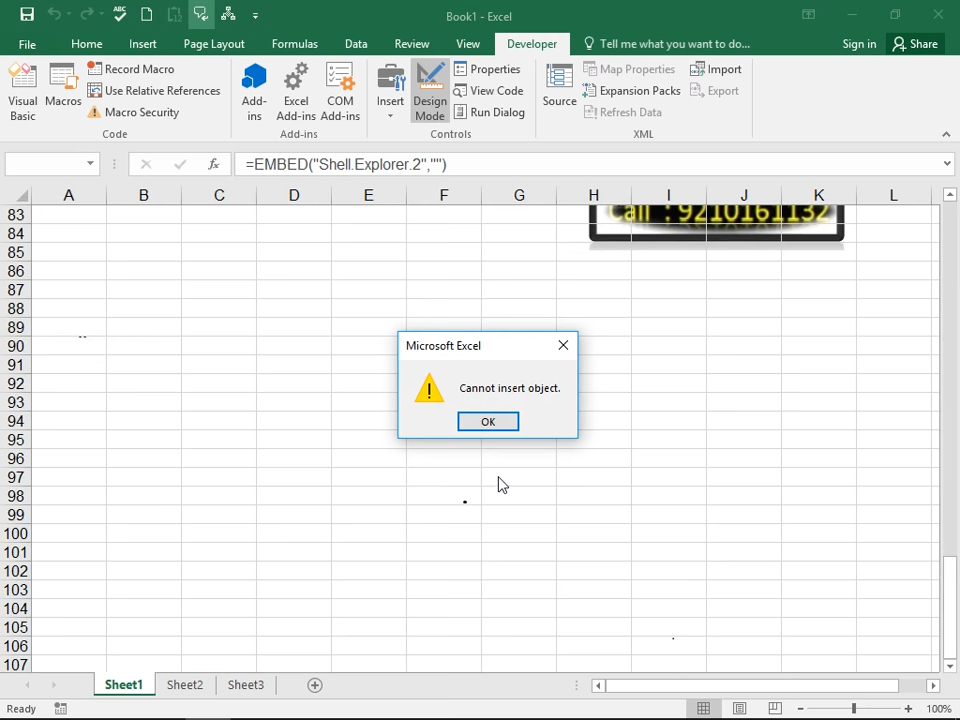 Book1 - Excel
File Home Insert Page Layout Formulas Data Review View Developer Tell me what you want to do... Sign in Share
Visual Basic
Macros
Record Macro
Use Relative References
Macro Security
Code
Add-ins
Excel Add-ins
COM Add-ins
Add-ins
Insert
Design Mode
Properties
View Code
Run Dialog
Controls
Source
Map Properties
Expansion Packs
Refresh Data
Import
Export
XML
fx =EMBED("Shell.Explorer.2","")
A B C D E F G H I J K L
83
Call : 9210161132
84
85
86
87
88
89
90
91
92
93
94
95
96
97
98
99
100
101
102
103
104
105
106
107
Microsoft Excel
Cannot insert object.
OK
Sheet1 Sheet2 Sheet3
Ready 100%